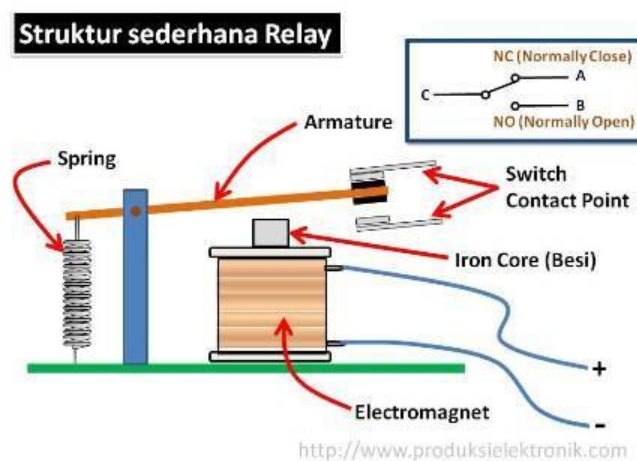 Struktur sederhana Relay
NC (Normally Close)
A
C
B
NO (Normally Open)
Armature
Spring
Switch
Contact Point
Iron Core (Besi)
+
Electromagnet
-
http://www.produksielektronik.com